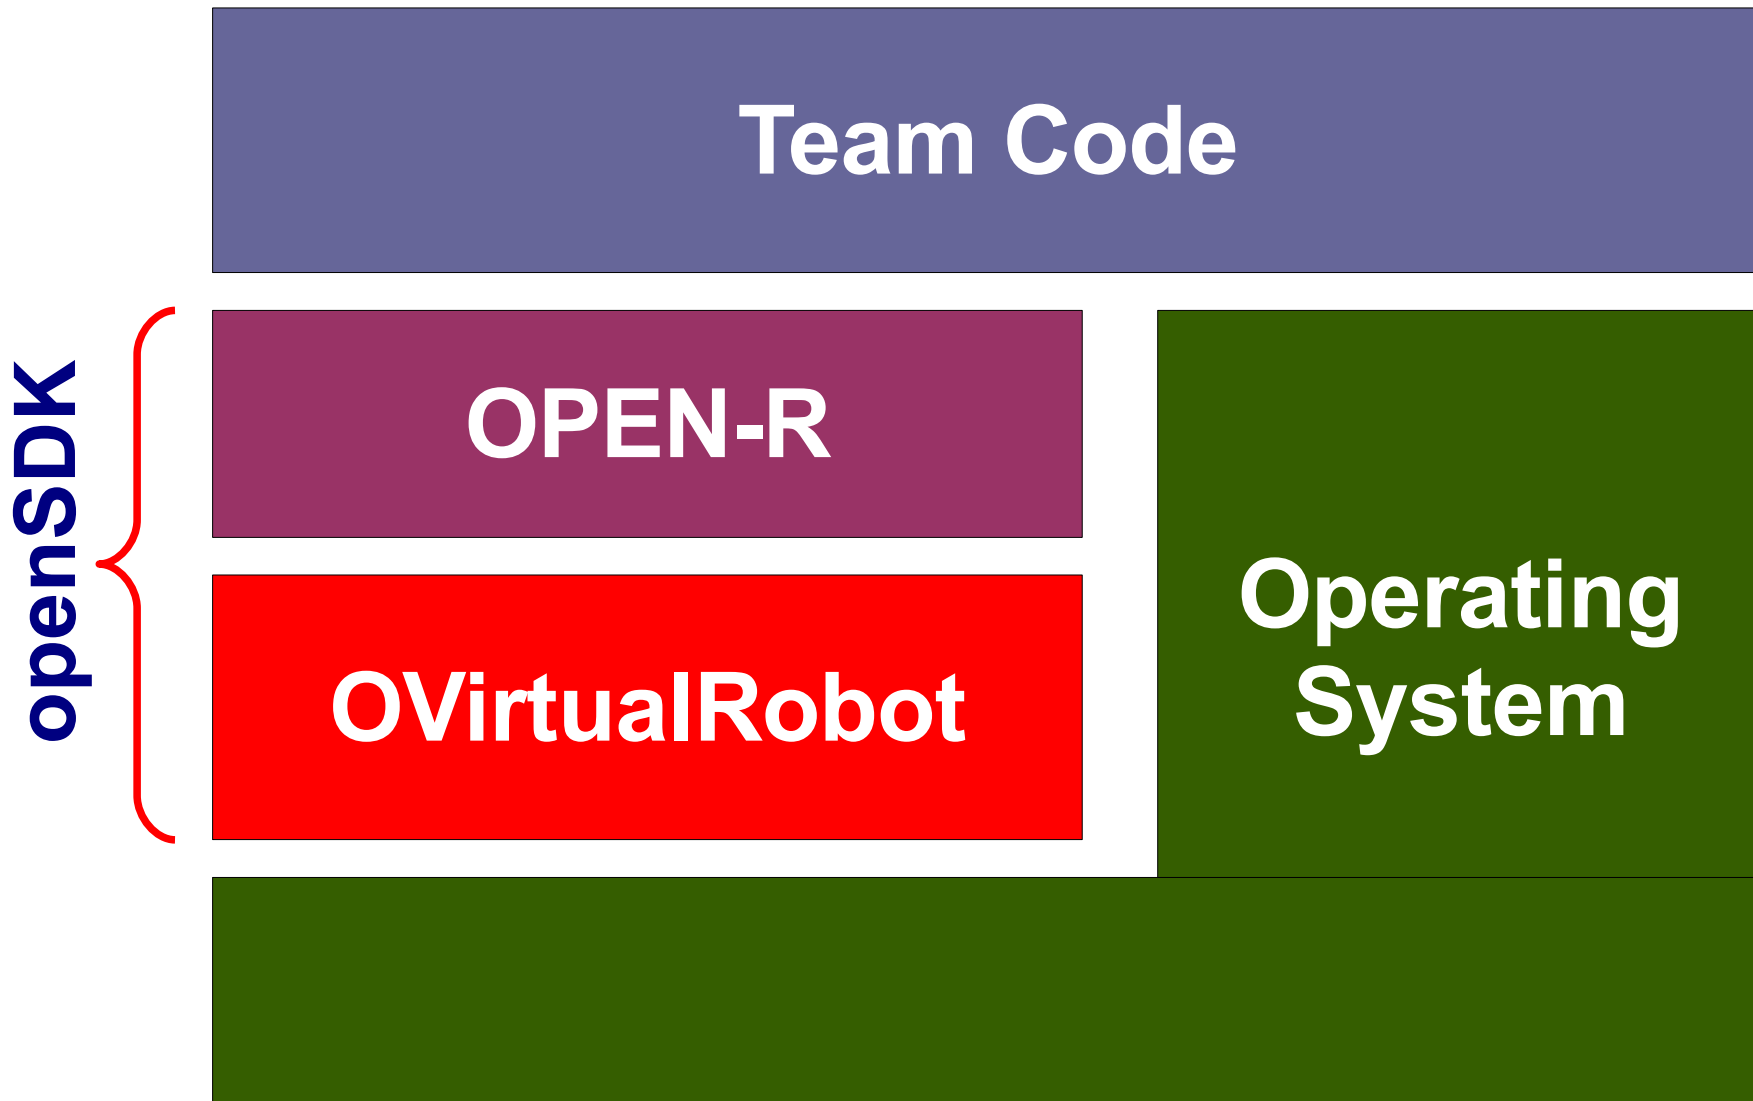 Team Code
openSDK
OPEN-R
OVirtualRobot
Operating
System